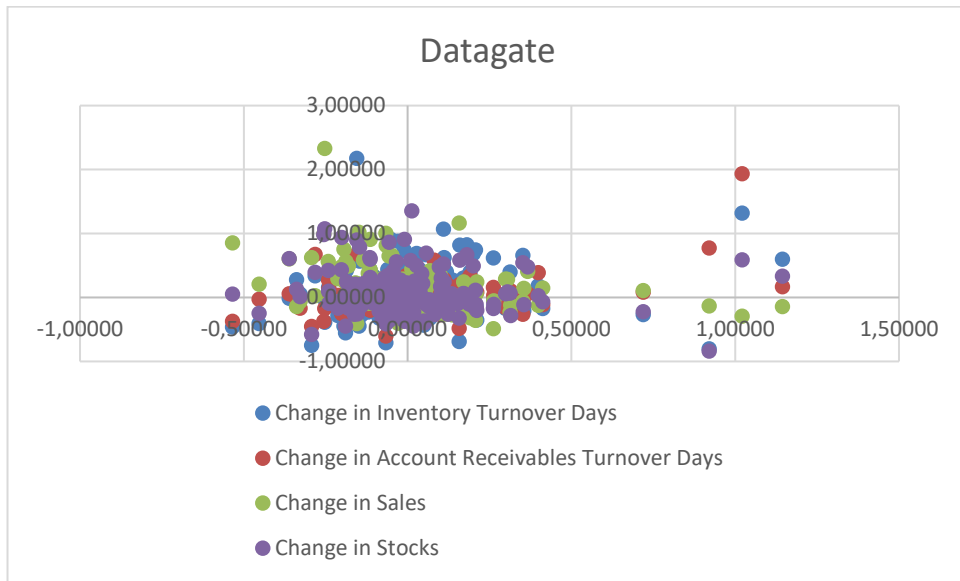 Datagate
3,00000
2,00000
1,00000
0,00000
-1,00000 -0,50000 0,00000 0,50000 1,00000 1,50000
-1,00000
Change in Inventory Turnover Days
Change in Account Receivables Turnover Days
Change in Sales
Change in Stocks